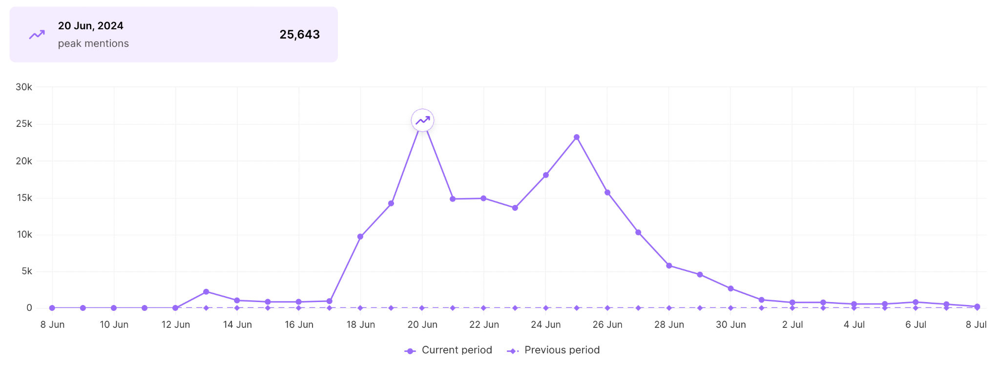 20 Jun, 2024
peak mentions
25,643
30k
25k
20k
15k
10k
5k
0
8 Jun 10 Jun 12 Jun 14 Jun 16 Jun 18 Jun 20 Jun 22 Jun 24 Jun 26 Jun 28 Jun 30 Jun 2 Jul 4 Jul 6 Jul 8 Jul
Current period Previous period